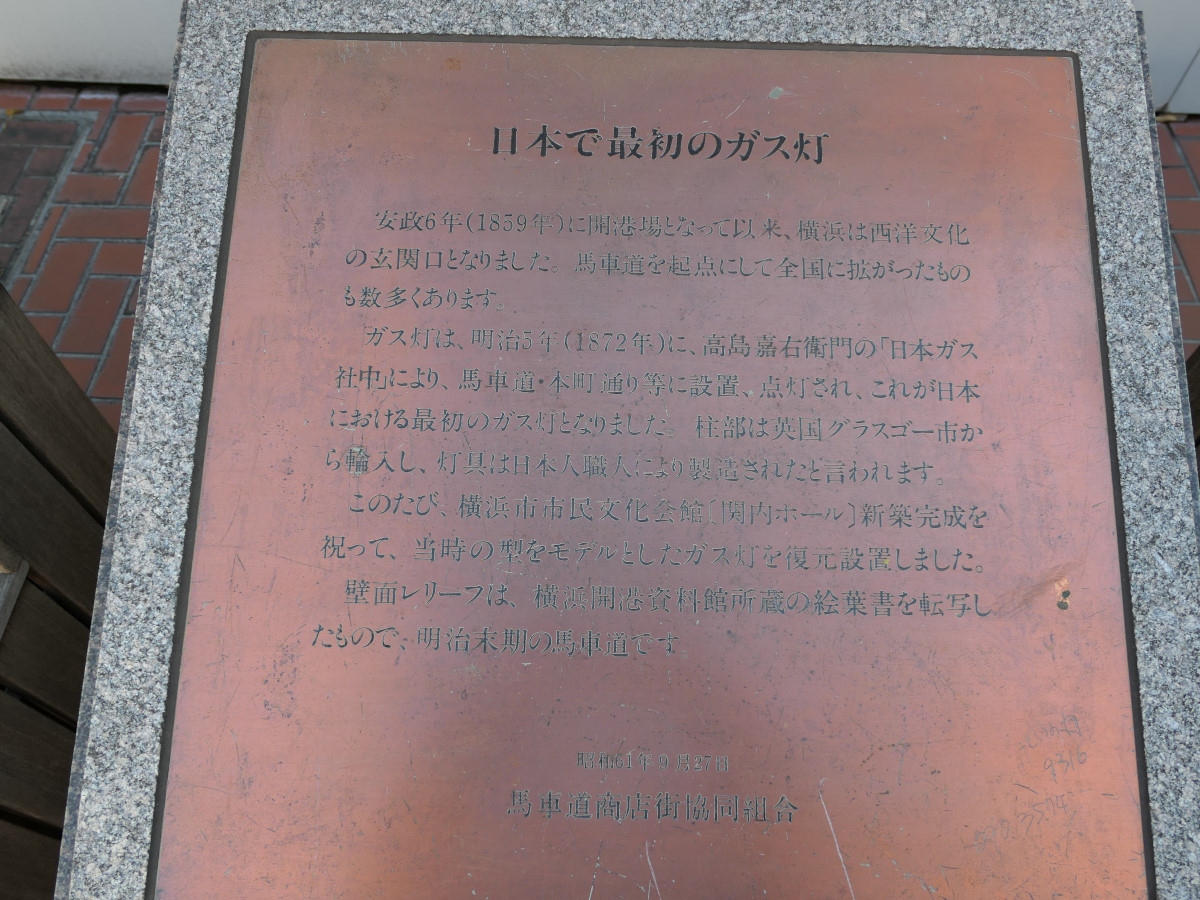 日本で最初のガス灯
安政6年(1859年)に開港場となって以来、横浜は西洋文化
の玄関口となりました。馬車道を起点にして全国に拡がったもの
も数多くあります。
ガス灯は、明治5年(1872年)に、高島嘉右衛門の「日本ガス
社中」により、馬車道・本町通り等に設置、点灯され、これが日本
における最初のガス灯となりました。柱部は英国グラスゴー市か
ら輸入し、灯具は日本人職人により製造されたと言われます。
このたび、横浜市市民文化会館〔関内ホール〕新築完成を
祝って、当時の型をモデルとしたガス灯を復元設置しました。
壁面レリーフは、横浜開港資料館所蔵の絵葉書を転写し
たもので、明治末期の馬車道です
昭和61年9月27日
馬車道商店街協同組合